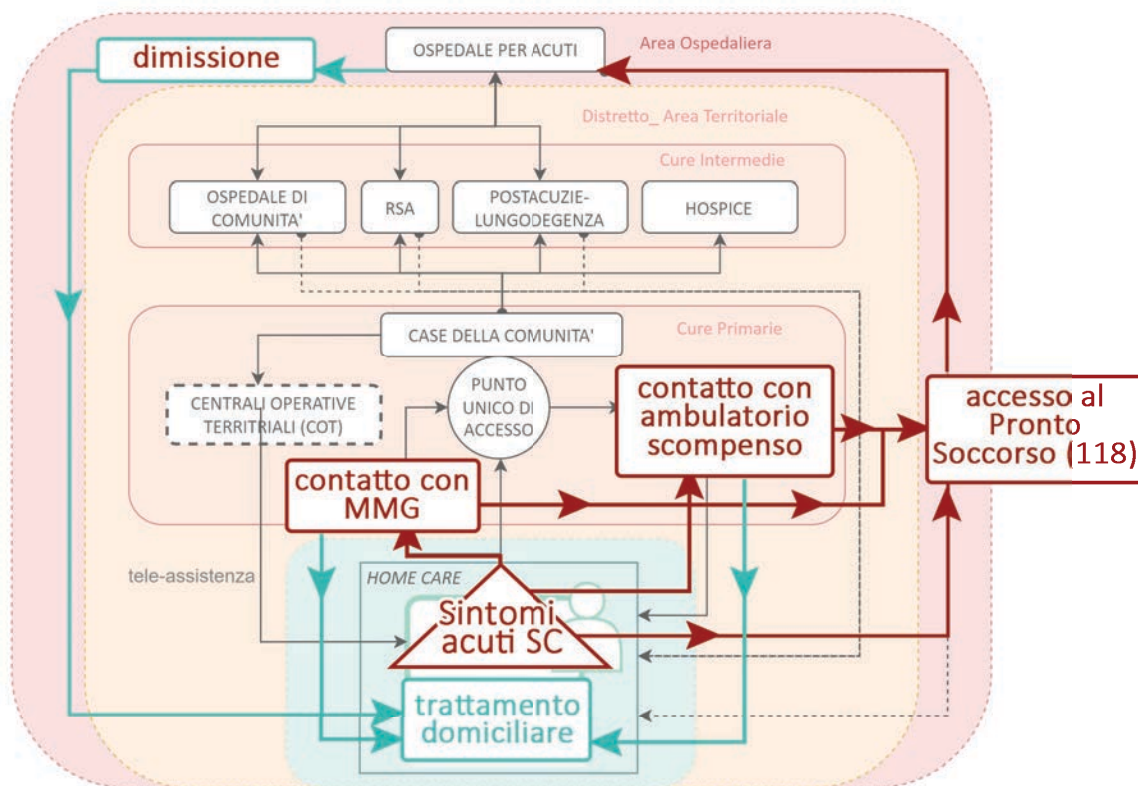 dimissione
OSPEDALE PER ACUTI
Area Ospedaliera
Distretto_ Area Territoriale
Cure Intermedie
OSPEDALE DI
COMUNITA'
RSA
POSTACUZIE-
LUNGODEGENZA
HOSPICE
CASE DELLA COMUNITA'
Cure Primarie
CENTRALI OPERATIVE
TERRITRIALI (COT)
PUNTO
UNICO DI
ACCESSO
contatto con
ambulatorio
scompenso
accesso al
Pronto
Soccorso (118)
contatto con
MMG
tele-assistenza
HOME CARE
Sintomi
acuti SC
trattamento
domiciliare